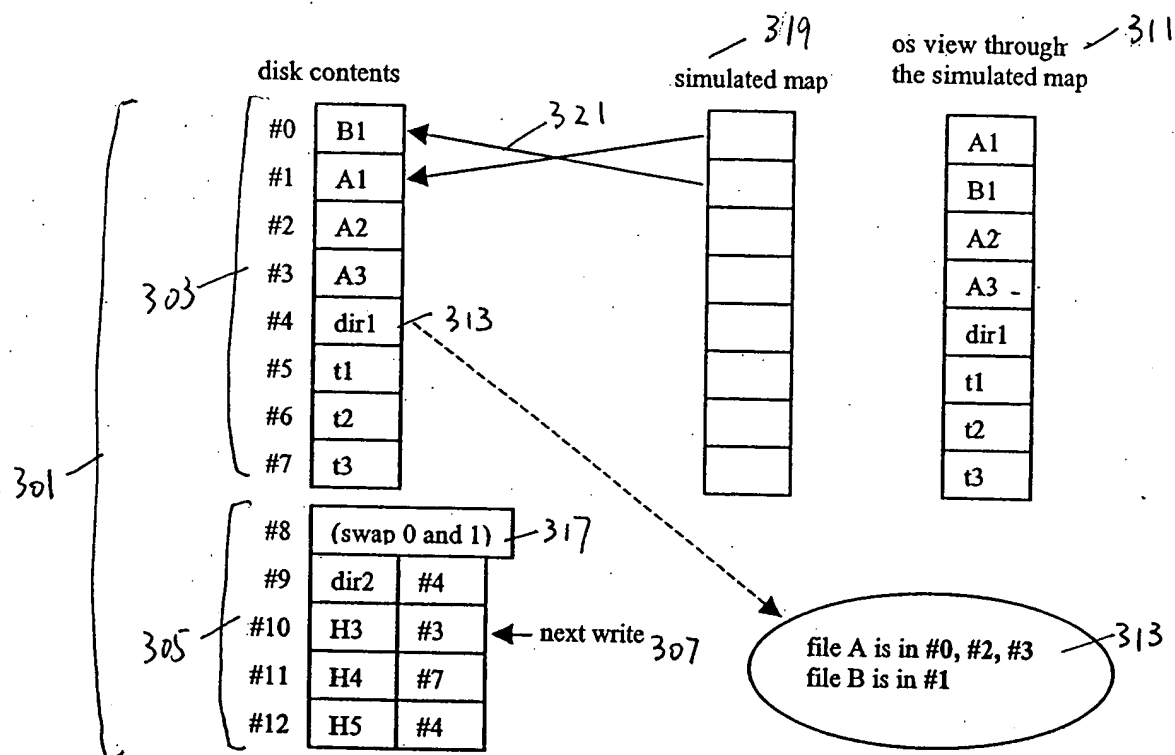 319
os view through
311
disk contents
simulated map
the simulated map
#0 B1
321
A1
#1 A1
B1
#2 A2
A2
303
#3 A3
A3
#4 dir1
313
dir1
#5 t1
t1
#6 t2
t2
#7 t3
t3
301
#8 (swap 0 and 1)
317
#9 dir2 #4
305
#10 H3 #3
next write
307
#11 H4 #7
#12 H5 #4
file A is in #0, #2, #3
file B is in #1
313